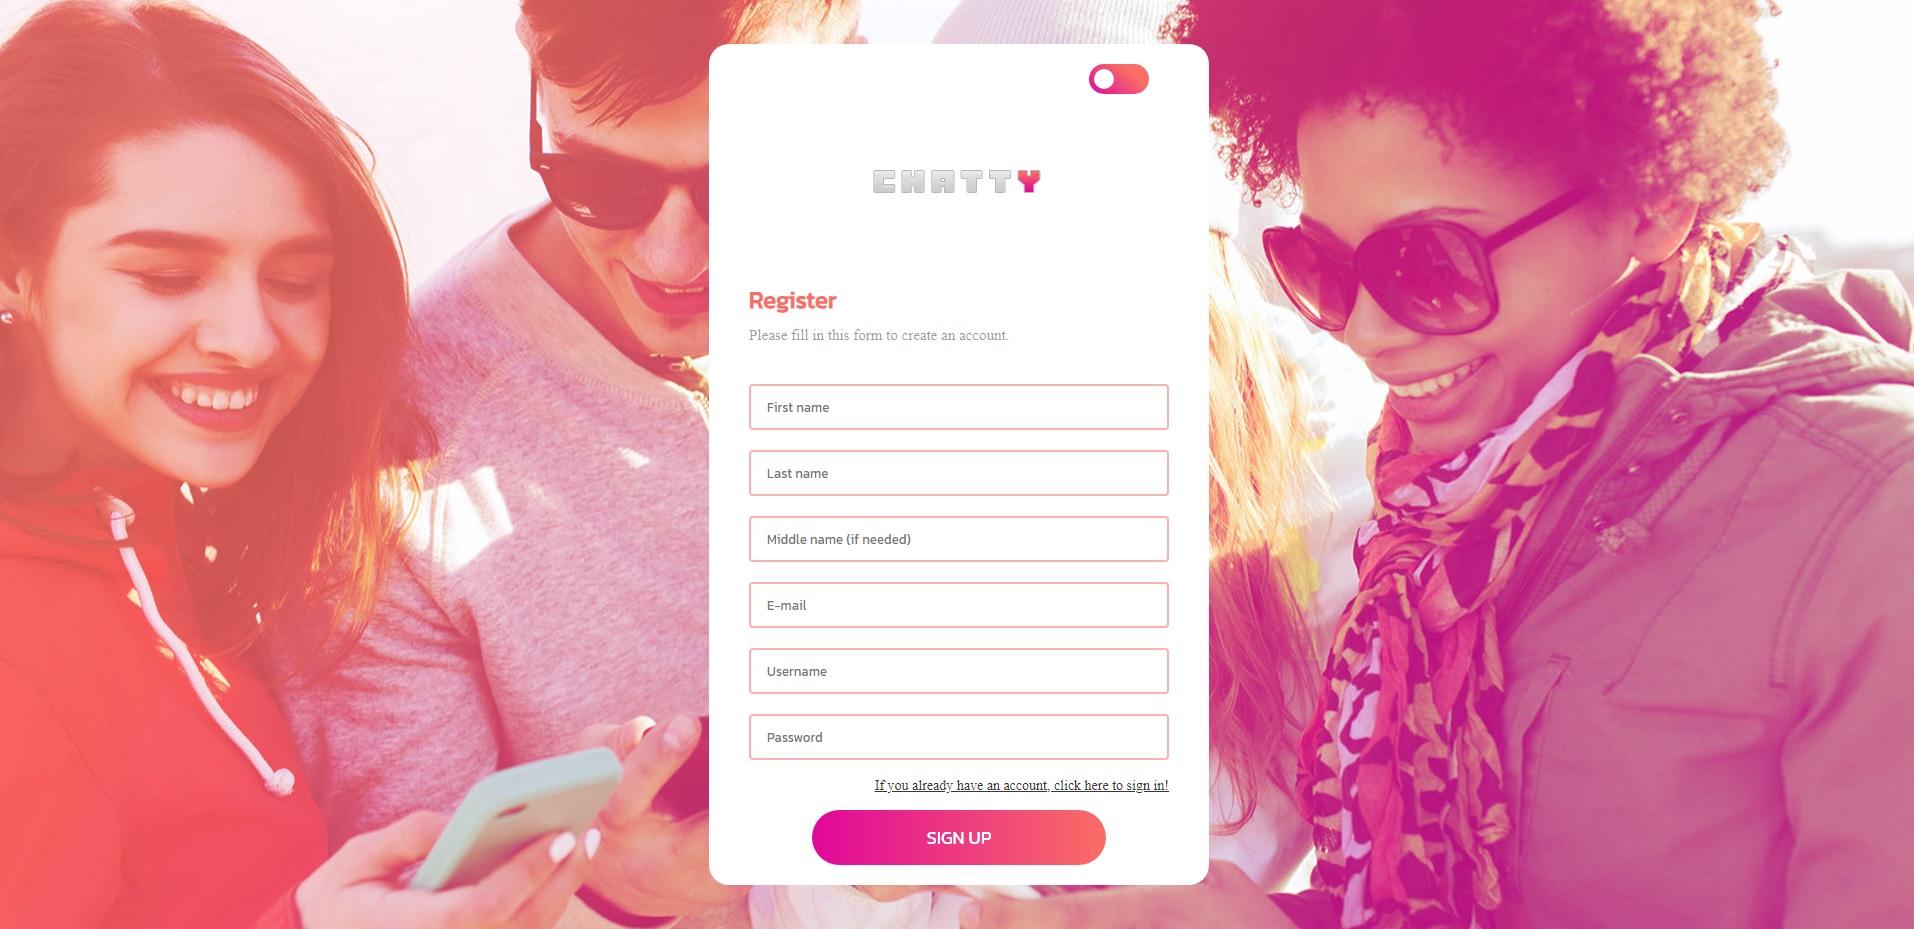 CHATTY
Register
Please fill in this form to create an account.
First name
Last name
Middle name (if needed)
E-mail
Username
Password
If you already have an account, click here to sign in!
SIGN UP